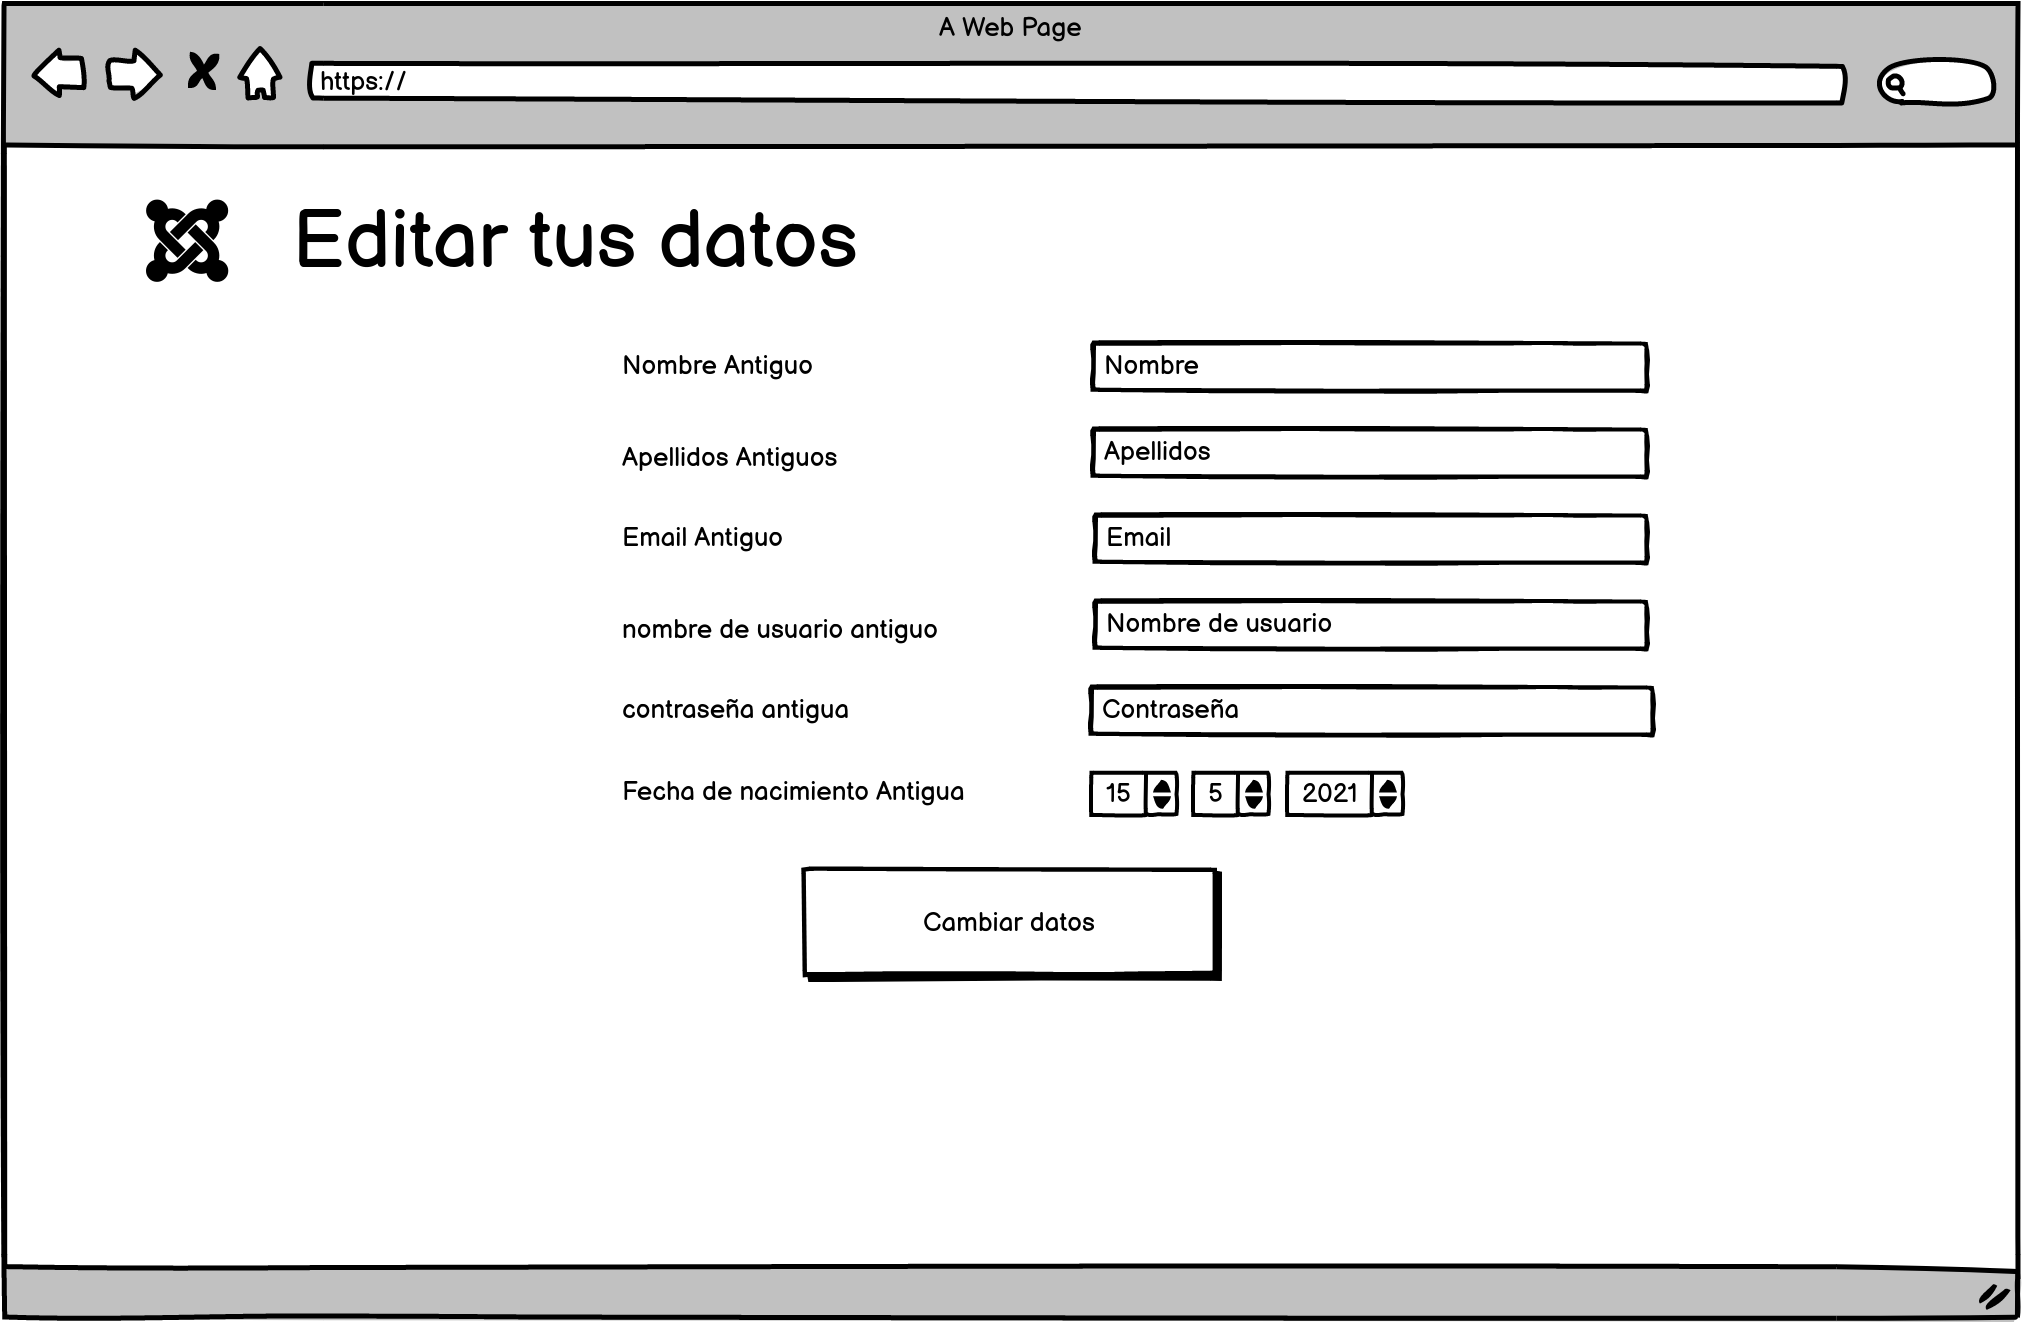 A Web Page
https://
Editar tus datos
Nombre Antiguo Nombre
Apellidos Antiguos Apellidos
Email Antiguo Email
nombre de usuario antiguo Nombre de usuario
contraseña antigua Contraseña
Fecha de nacimiento Antigua 15 5 2021
Cambiar datos